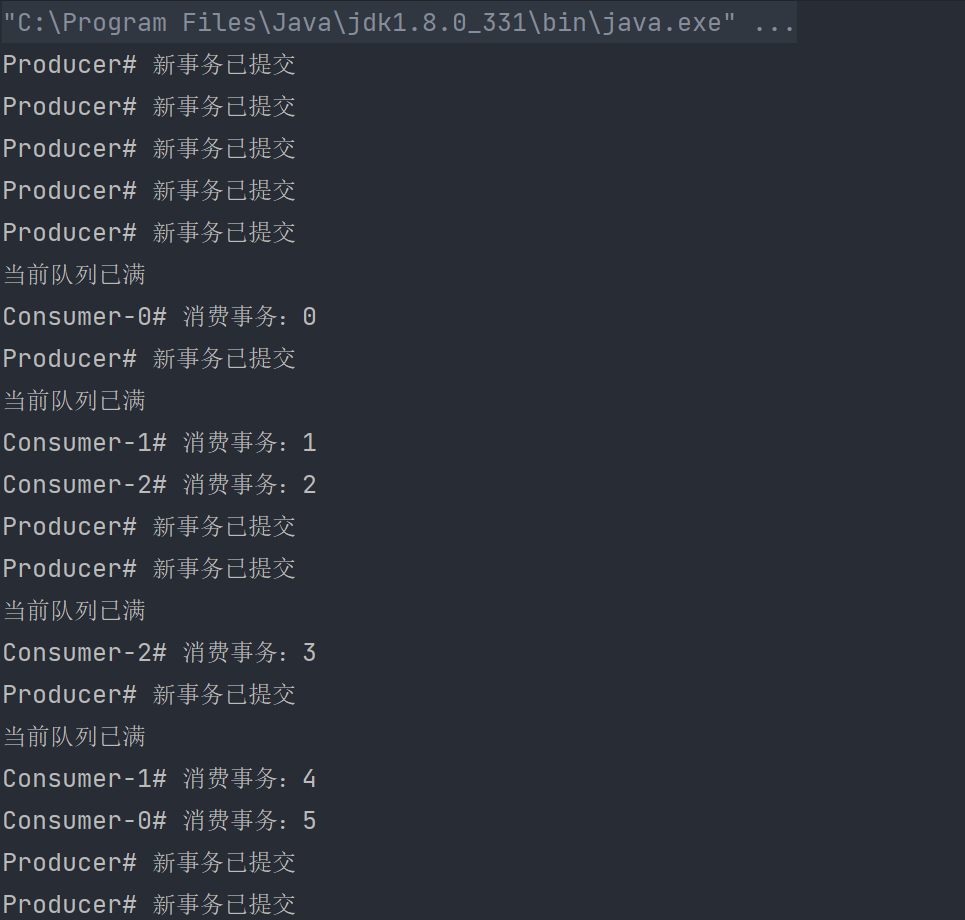 "C:\Program Files\Java\jdk1.8.0_331\bin\java.exe" ...
Producer# 新事务已提交
Producer# 新事务已提交
Producer# 新事务已提交
Producer# 新事务已提交
Producer# 新事务已提交
当前队列已满
Consumer-0# 消费事务：0
Producer# 新事务已提交
当前队列已满
Consumer-1# 消费事务：1
Consumer-2# 消费事务：2
Producer# 新事务已提交
Producer# 新事务已提交
当前队列已满
Consumer-2# 消费事务：3
Producer# 新事务已提交
当前队列已满
Consumer-1# 消费事务：4
Consumer-0# 消费事务：5
Producer# 新事务已提交
Producer# 新事务已提交